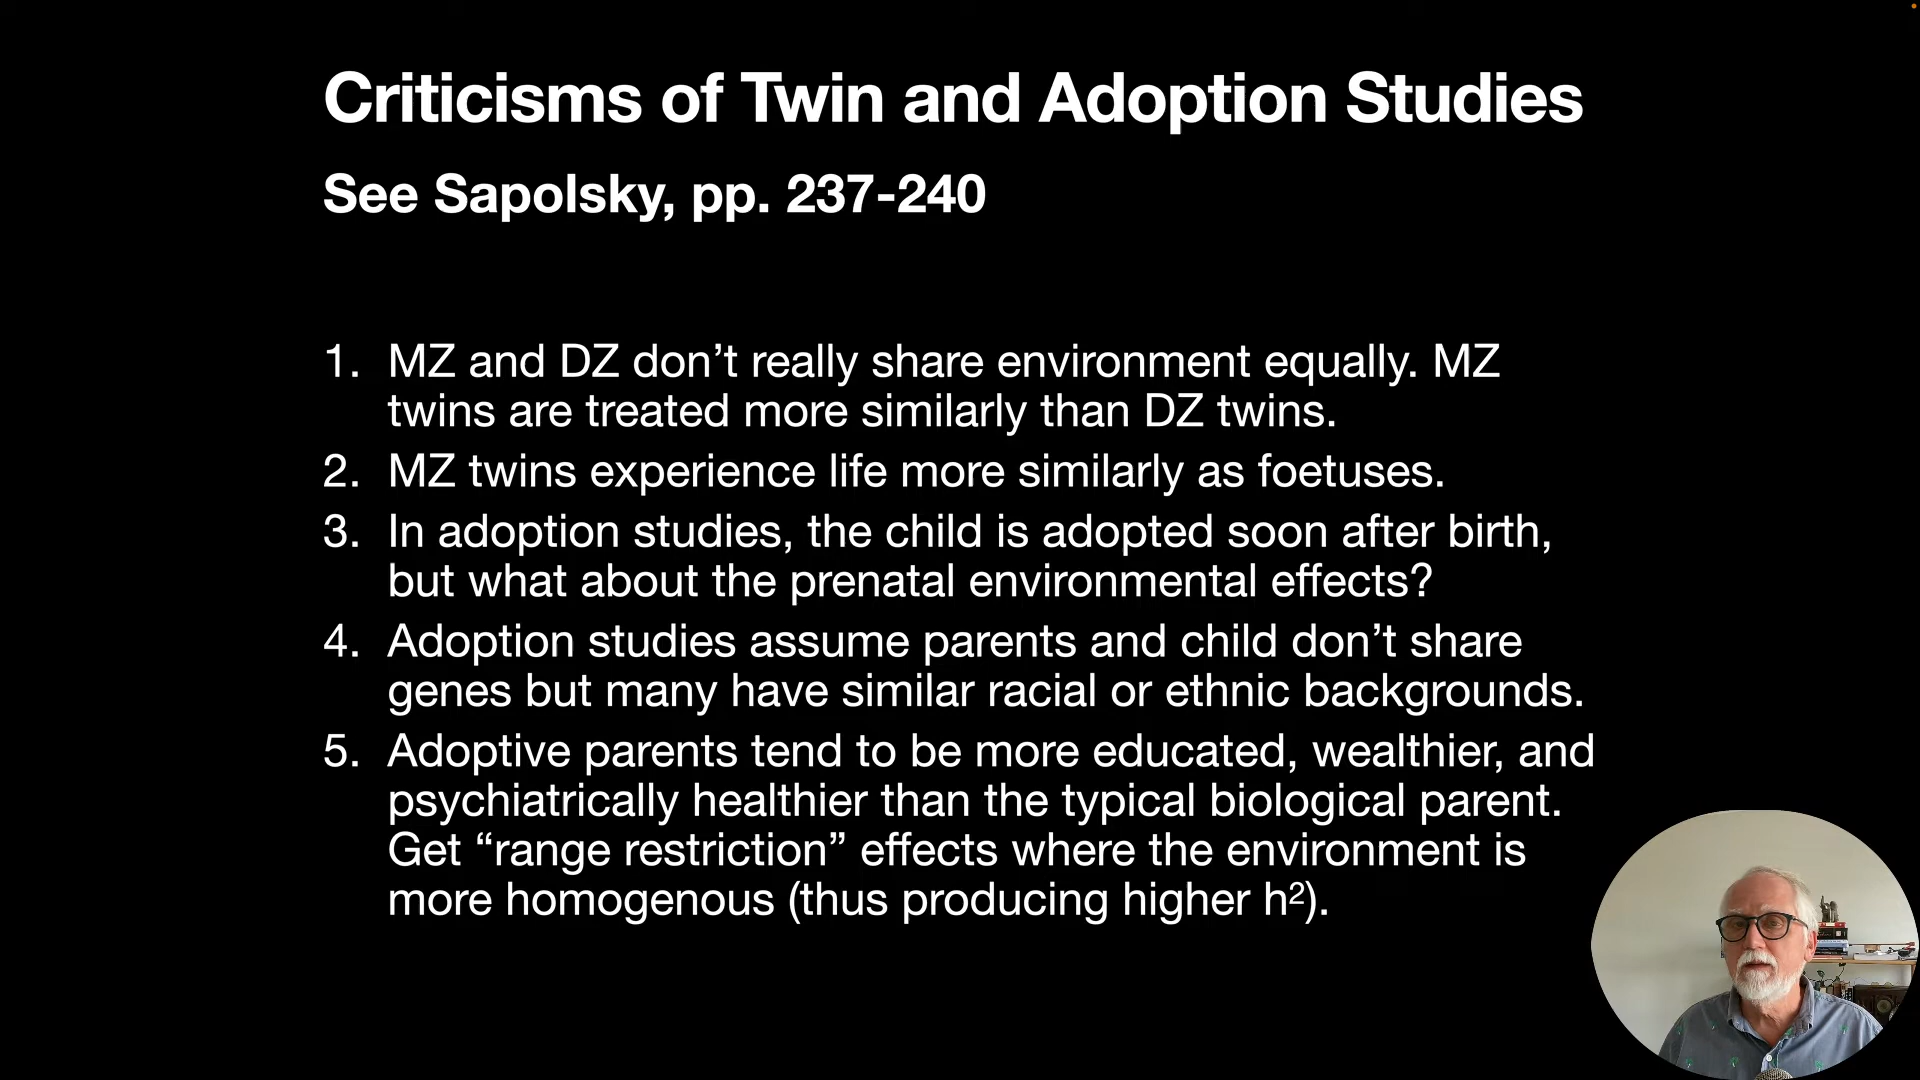 Criticisms of Twin and Adoption Studies
See Sapolsky, pp. 237-240
1. MZ and DZ don’t really share environment equally. MZ
twins are treated more similarly than DZ twins.
2. MZ twins experience life more similarly as foetuses.
3. In adoption studies, the child is adopted soon after birth,
but what about the prenatal environmental effects?
4. Adoption studies assume parents and child don’t share
genes but many have similar racial or ethnic backgrounds.
5. Adoptive parents tend to be more educated, wealthier, and
psychiatrically healthier than the typical biological parent.
Get “range restriction” effects where the environment is
more homogenous (thus producing higher h²).